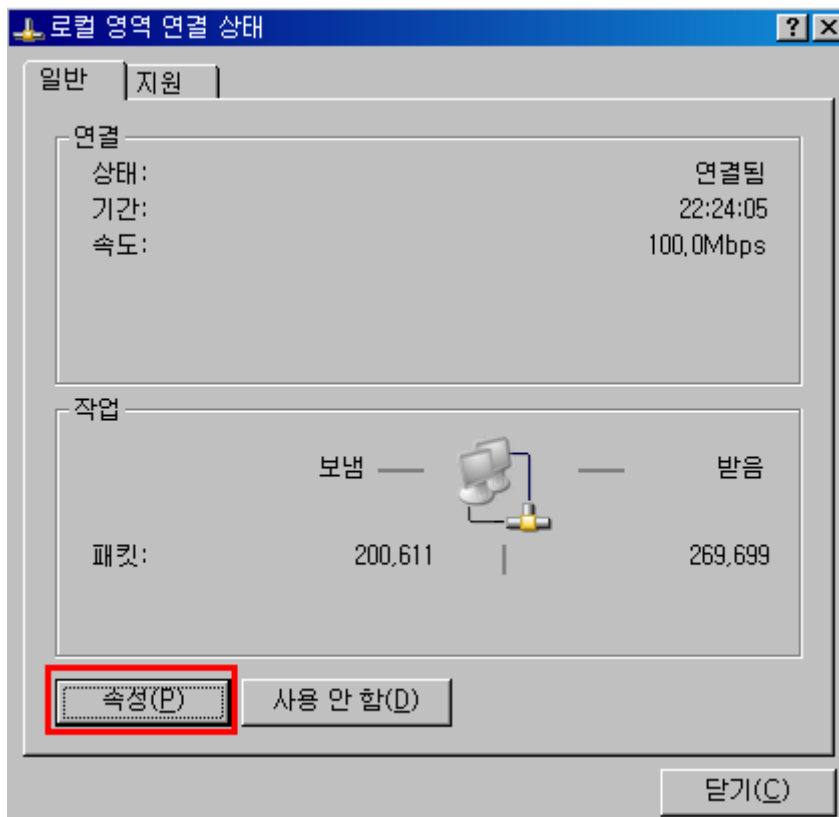 로컬 영역 연결 상태
일반 지원
연결
상태: 연결됨
기간: 22:24:05
속도: 100.0Mbps
작업
보냄 받음
패킷: 200,611 269,699
속성(P) 사용 안 함(D)
닫기(C)